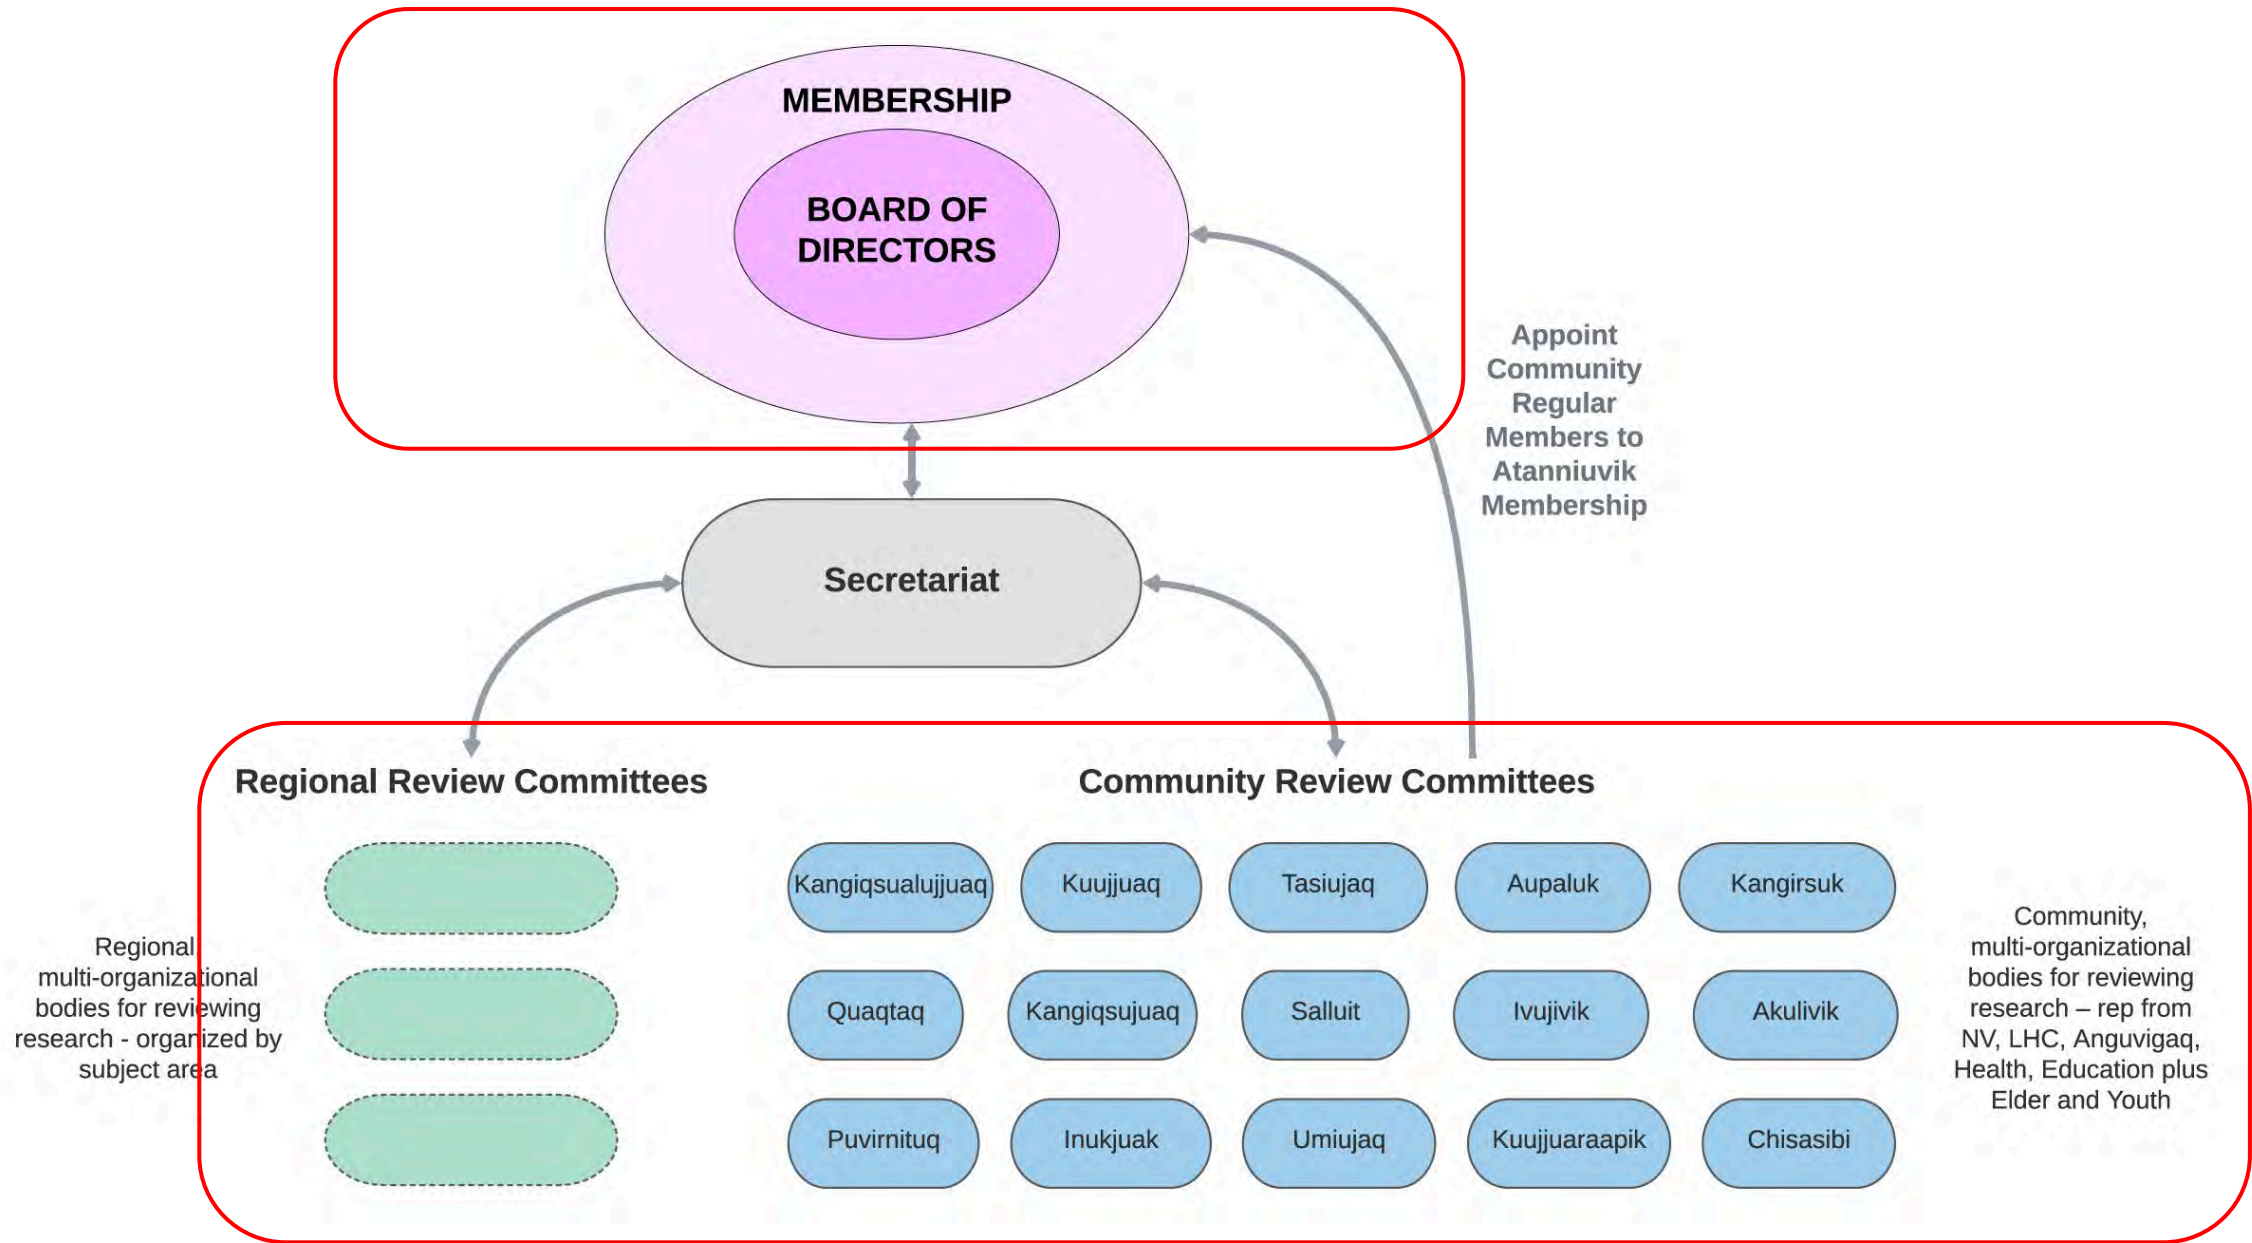 MEMBERSHIP
BOARD OF
DIRECTORS
Appoint
Community
Regular
Members to
Atanniuvik
Membership
Secretariat
Regional Review Committees
Community Review Committees
Regional,
multi-organizational
bodies for reviewing
research - organized by
subject area
Kangiqsualujjuaq
Kuujjuaq
Tasiujaq
Aupaluk
Kangirsuk
Quaqtaq
Kangiqsujuaq
Salluit
Ivujivik
Akulivik
Puvirnituq
Inukjuak
Umiujaq
Kuujjuaraapik
Chisasibi
Community,
multi-organizational
bodies for reviewing
research – rep from
NV, LHC, Anguvigaq,
Health, Education plus
Elder and Youth